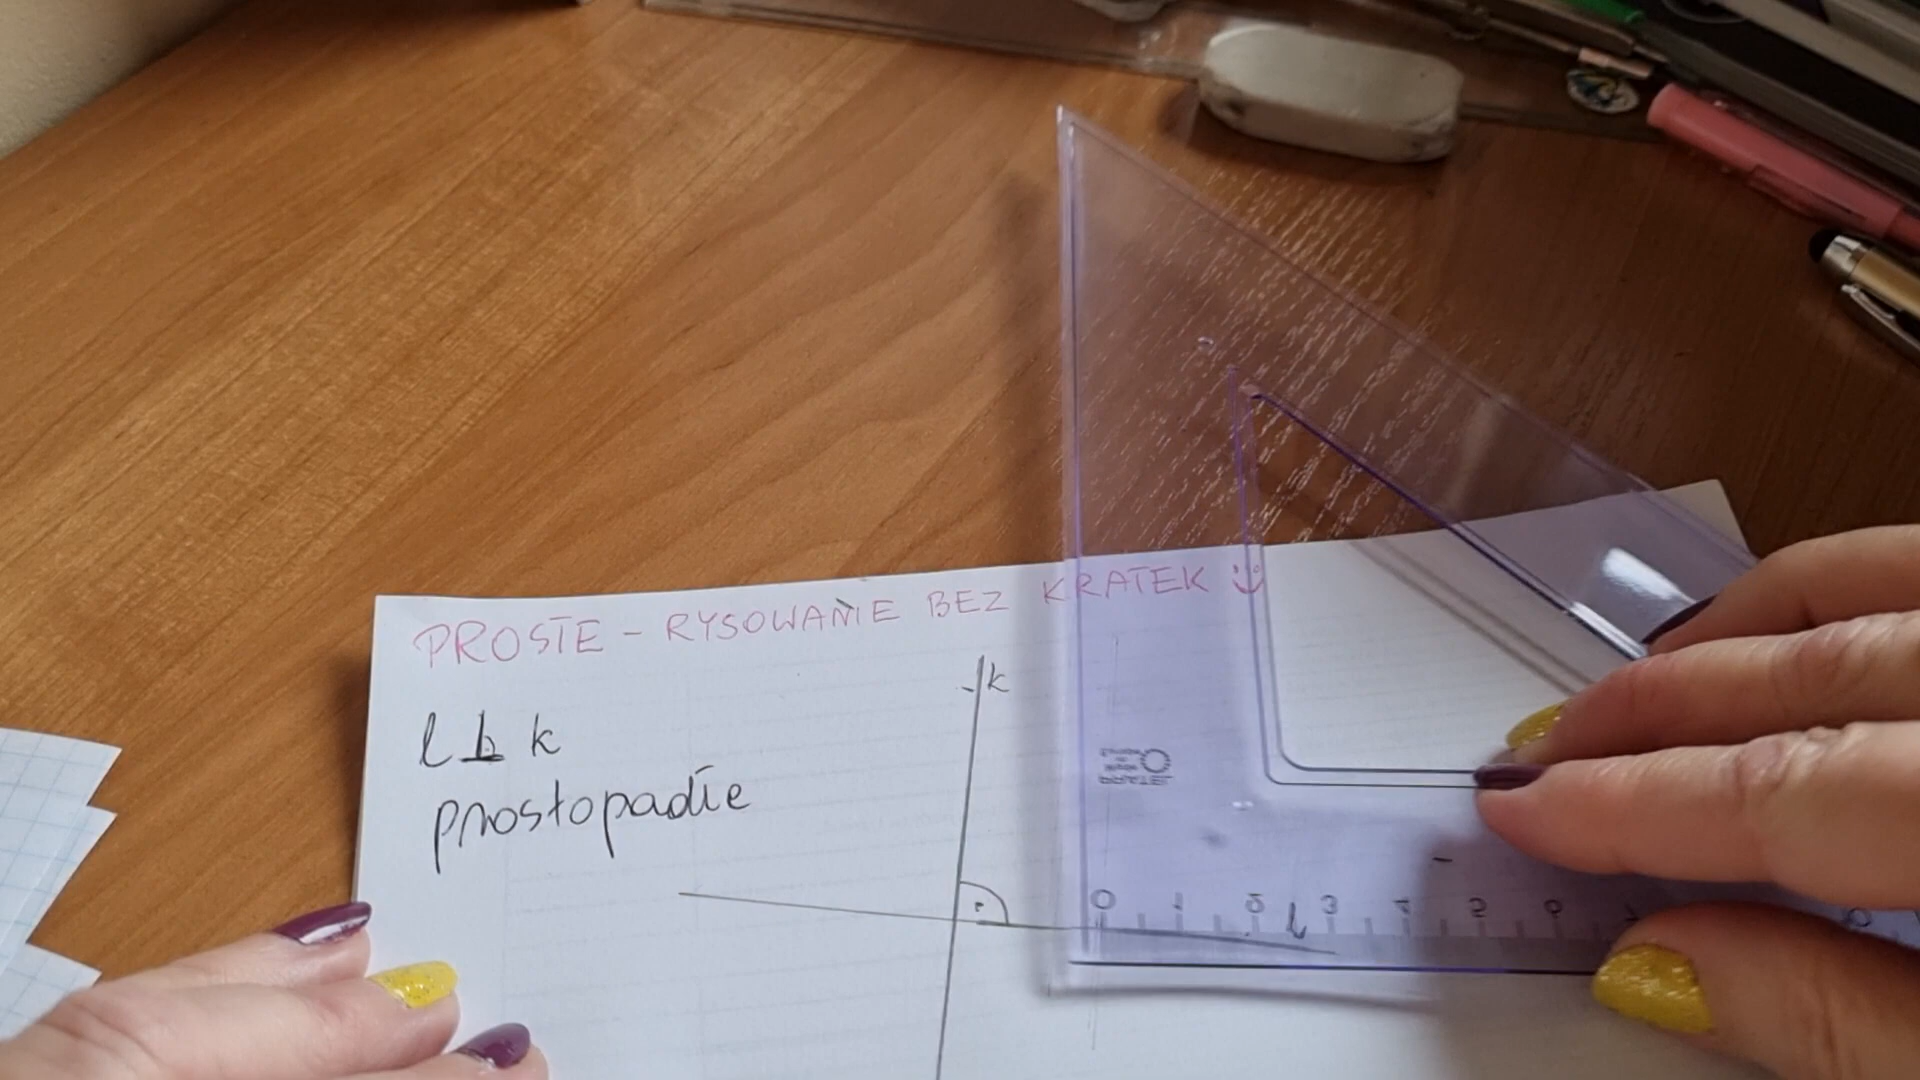 PROSTE - RYSOWANIE BEZ KRATEK
k
l ⊥ k
prostopadłe
l
0 1 2 3 4 5 6